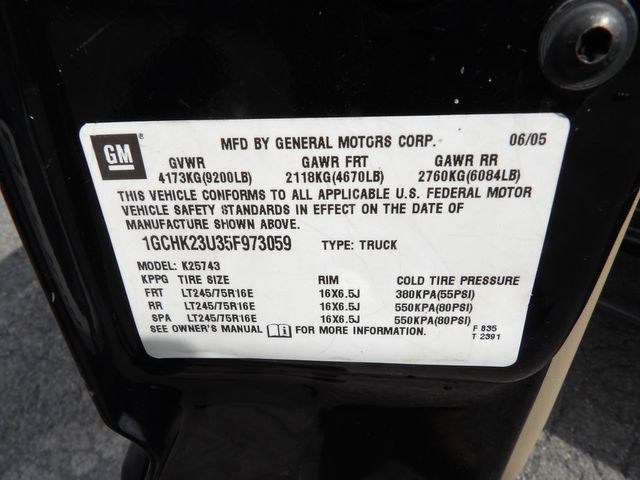 GM ® MFD BY GENERAL MOTORS CORP. 06/05
GVWR GAWR FRT GAWR RR
4173KG(9200LB) 2118KG(4670LB) 2760KG(6084LB)
THIS VEHICLE CONFORMS TO ALL APPLICABLE U.S. FEDERAL MOTOR
VEHICLE SAFETY STANDARDS IN EFFECT ON THE DATE OF
MANUFACTURE SHOWN ABOVE.
1GCHK23U35F973059 TYPE: TRUCK
MODEL: K25743
KPPG TIRE SIZE RIM COLD TIRE PRESSURE
FRT LT245/75R16E 16X6.5J 380KPA(55PSI)
RR LT245/75R16E 16X6.5J 550KPA(80PSI)
SPA LT245/75R16E 16X6.5J 550KPA(80PSI)
SEE OWNER'S MANUAL i FOR MORE INFORMATION. F 835
T 2391